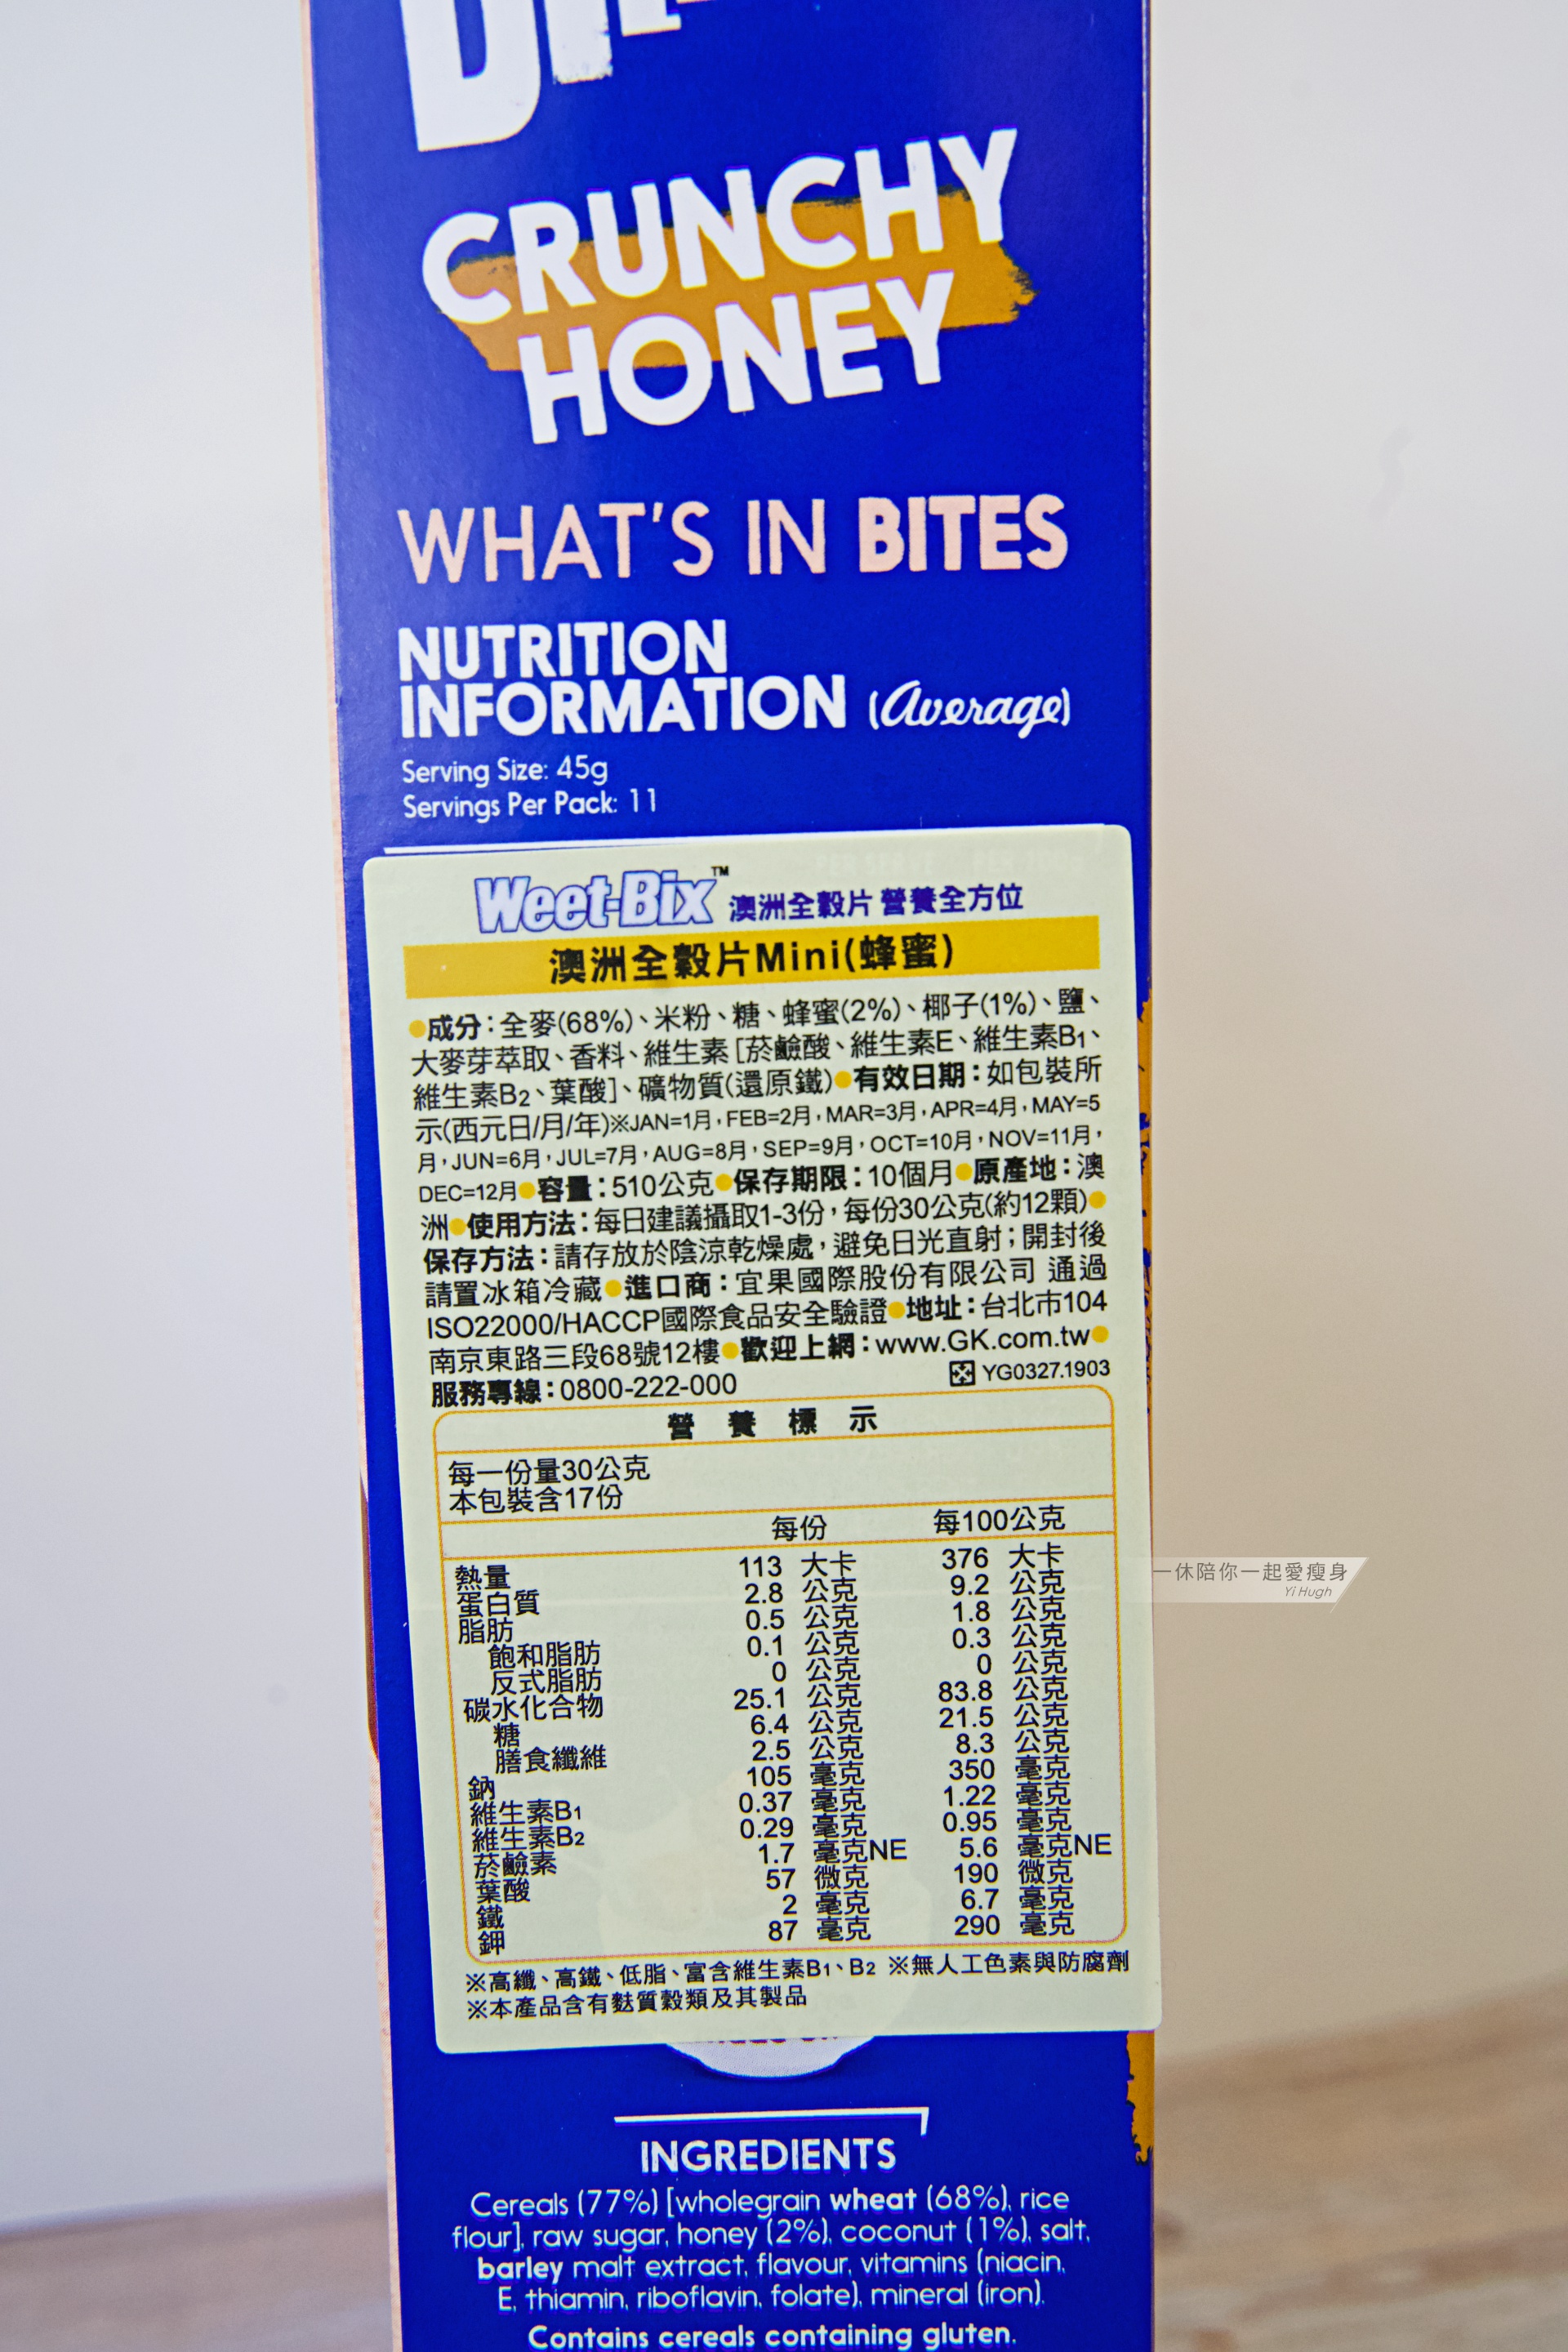 CRUNCHY
HONEY
WHAT'S IN BITES
NUTRITION
INFORMATION (Average)
Serving Size: 45g
Servings Per Pack: 11
Weet-Bix™ 澳洲全穀片 營養全方位
澳洲全穀片Mini(蜂蜜)
●成分：全麥(68%)、米粉、糖、蜂蜜(2%)、椰子(1%)、鹽、
大麥芽萃取、香料、維生素[菸鹼酸、維生素E、維生素B1、
維生素B2、葉酸]、礦物質(還原鐵)●有效日期：如包裝所
示(西元日/月/年)※JAN=1月，FEB=2月，MAR=3月，APR=4月，MAY=5
月，JUN=6月，JUL=7月，AUG=8月，SEP=9月，OCT=10月，NOV=11月，
DEC=12月●容量：510公克●保存期限：10個月●原產地：澳
洲●使用方法：每日建議攝取1-3份，每份30公克(約12顆)●
保存方法：請存放於陰涼乾燥處，避免日光直射；開封後
請置冰箱冷藏●進口商：宜果國際股份有限公司 通過
ISO22000/HACCP國際食品安全驗證●地址：台北市104
南京東路三段68號12樓●歡迎上網：www.GK.com.tw●
服務專線：0800-222-000 YG0327.1903
營 養 標 示
每一份量30公克
本包裝含17份
每份 每100公克
熱量 113 大卡 376 大卡
蛋白質 2.8 公克 9.2 公克
脂肪 0.5 公克 1.8 公克
飽和脂肪 0.1 公克 0.3 公克
反式脂肪 0 公克 0 公克
碳水化合物 25.1 公克 83.8 公克
糖 6.4 公克 21.5 公克
膳食纖維 2.5 公克 8.3 公克
鈉 105 毫克 350 毫克
維生素B1 0.37 毫克 1.22 毫克
維生素B2 0.29 毫克 0.95 毫克
菸鹼素 1.7 毫克NE 5.6 毫克NE
葉酸 57 微克 190 微克
鐵 2 毫克 6.7 毫克
鉀 87 毫克 290 毫克
※高纖、高鐵、低脂、富含維生素B1、B2 ※無人工色素與防腐劑
※本產品含有麩質穀類及其製品
一休陪你一起愛瘦身
Yi Hugh
INGREDIENTS
Cereals (77%) [wholegrain wheat (68%), rice
flour], raw sugar, honey (2%), coconut (1%), salt,
barley malt extract, flavour, vitamins (niacin,
E, thiamin, riboflavin, folate), mineral (iron).
Contains cereals containing gluten.